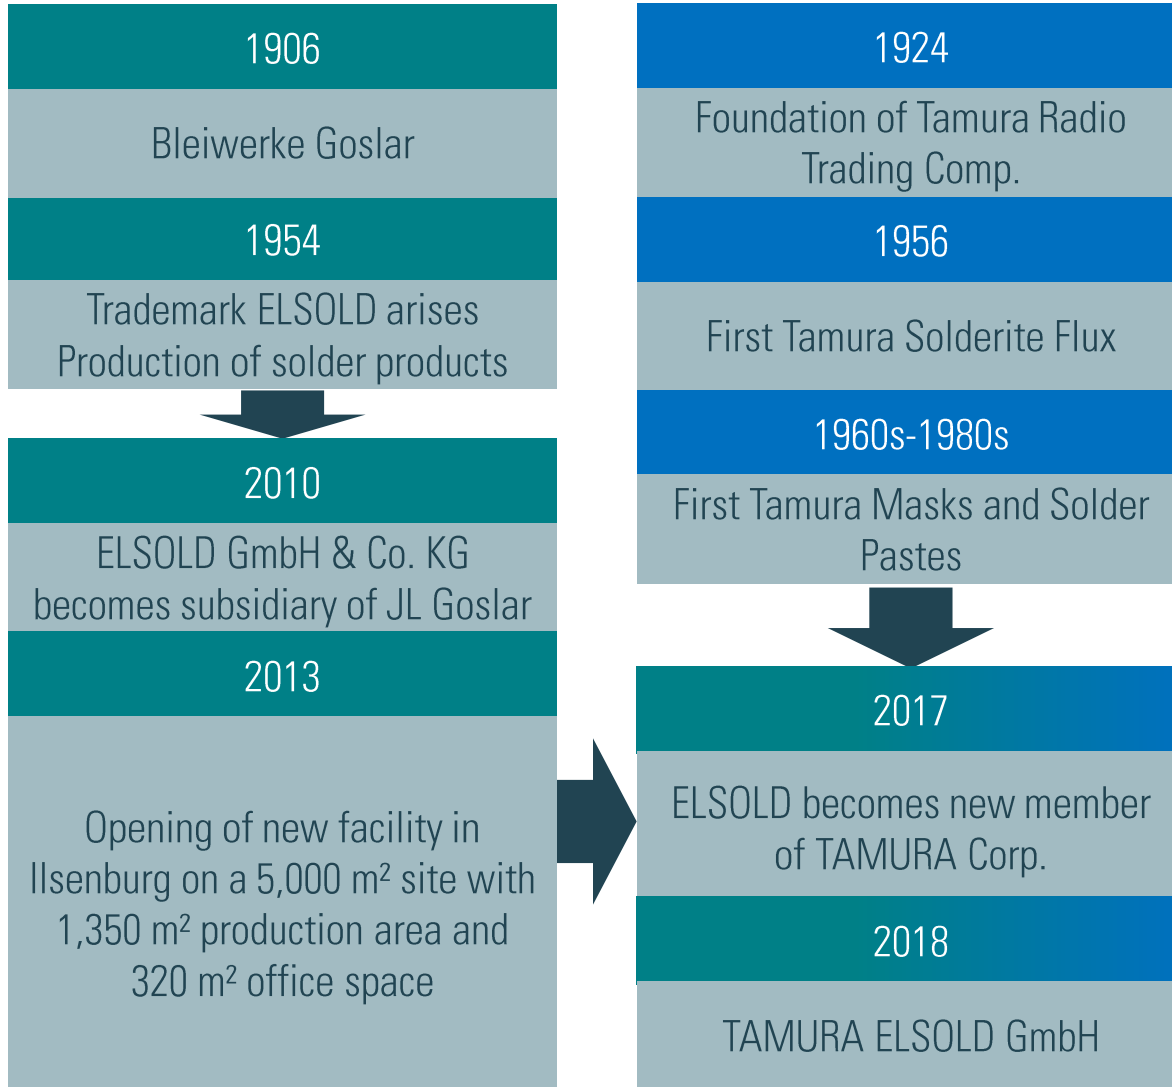 1906
Bleiwerke Goslar
1954
Trademark ELSOLD arises
Production of solder products
2010
ELSOLD GmbH & Co. KG
becomes subsidiary of JL Goslar
2013
Opening of new facility in
Ilsenburg on a 5,000 m² site with
1,350 m² production area and
320 m² office space
1924
Foundation of Tamura Radio
Trading Comp.
1956
First Tamura Solderite Flux
1960s-1980s
First Tamura Masks and Solder
Pastes
2017
ELSOLD becomes new member
of TAMURA Corp.
2018
TAMURA ELSOLD GmbH